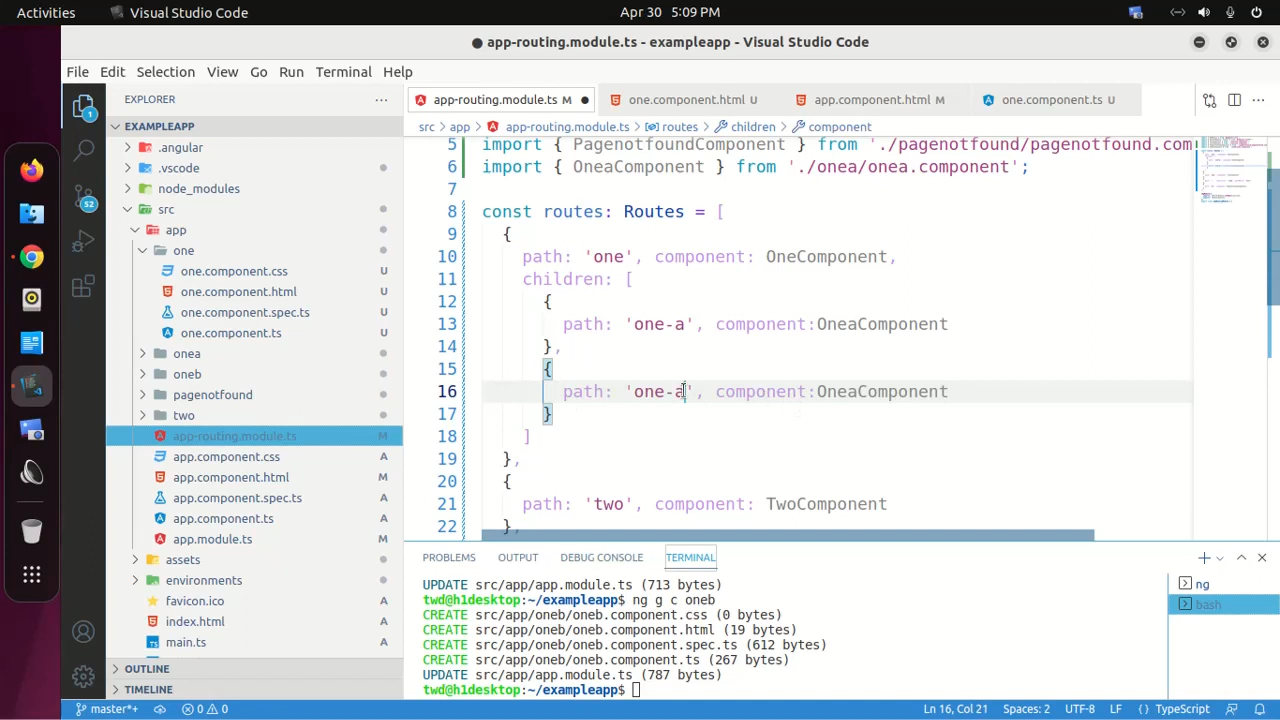 Activities
Visual Studio Code
Apr 30 5:09 PM
● app-routing.module.ts - exampleapp - Visual Studio Code
File Edit Selection View Go Run Terminal Help
EXPLORER
app-routing.module.ts M
one.component.html U
app.component.html M
one.component.ts U
EXAMPLEAPP
src > app > app-routing.module.ts > routes > children > component
.angular
.vscode
node_modules
src
app
one
one.component.css U
one.component.html U
one.component.spec.ts U
one.component.ts U
onea
oneb
pagenotfound
two
app-routing.module.ts M
app.component.css A
app.component.html M
app.component.spec.ts A
app.component.ts A
app.module.ts M
assets
environments
favicon.ico A
index.html A
main.ts A
OUTLINE
TIMELINE
1
52
5 import { PagenotfoundComponent } from './pagenotfound/pagenotfound.com
6 import { OneaComponent } from './onea/onea.component';
7
8 const routes: Routes = [
9 {
10 path: 'one', component: OneComponent,
11 children: [
12 {
13 path: 'one-a', component:OneaComponent
14 },
15 {
16 path: 'one-a', component:OneaComponent
17 }
18 ]
19 },
20 {
21 path: 'two', component: TwoComponent
22 },
PROBLEMS OUTPUT DEBUG CONSOLE TERMINAL
UPDATE src/app/app.module.ts (713 bytes)
twd@h1desktop:~/exampleapp$ ng g c oneb
CREATE src/app/oneb/oneb.component.css (0 bytes)
CREATE src/app/oneb/oneb.component.html (19 bytes)
CREATE src/app/oneb/oneb.component.spec.ts (612 bytes)
CREATE src/app/oneb/oneb.component.ts (267 bytes)
UPDATE src/app/app.module.ts (787 bytes)
twd@h1desktop:~/exampleapp$
ng
bash
master*+
0 0
Ln 16, Col 21 Spaces: 2 UTF-8 LF { } TypeScript